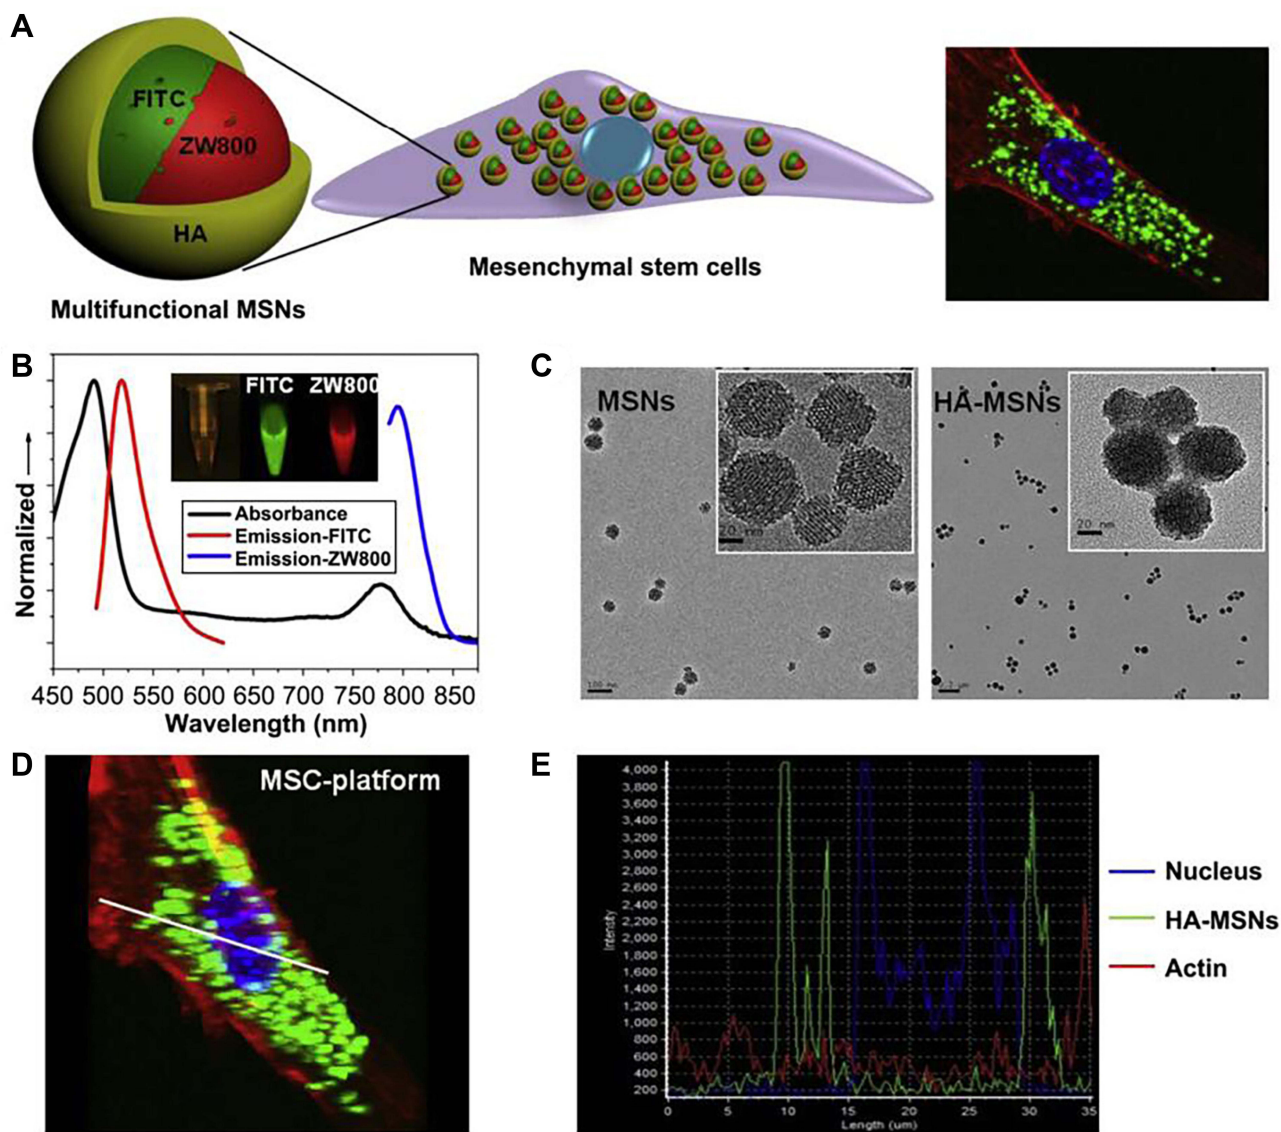 A
FITC
ZW800
HA
Multifunctional MSNs
Mesenchymal stem cells
B
Normalized
FITC ZW800
Absorbance
Emission-FITC
Emission-ZW800
450 500 550 600 650 700 750 800 850
Wavelength (nm)
C
MSNs
100 nm
HA-MSNs
20 nm
D
MSC-platform
E
4,000
3,800
3,600
3,400
3,200
3,000
2,800
2,600
2,400
2,200
2,000
1,800
1,600
1,400
1,200
1,000
800
600
400
200
Intensity
0 5 10 15 20 25 30 35
Length (um)
Nucleus
HA-MSNs
Actin